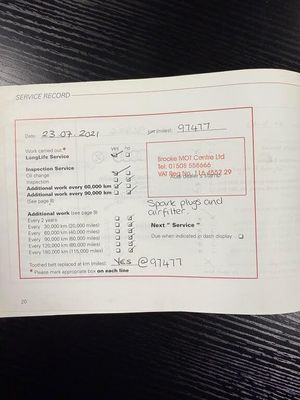 SERVICE RECORD
Date: 23.07.2021 km (miles): 97477
Work carried out * yes no
LongLife Service
Inspection Service
Oil change
Inspection
Additional work every 60,000 km
Additional work every 90,000 km
(See page 8)
Brooke MOT Centre Ltd
Tel: 01508 558666
VAT Reg No. 114 4552 29
Audi dealer's stamp
Spark plugs and
air filter.
Additional work (see page 9)
Every 2 years
Every 30,000 km (20,000 miles)
Every 60,000 km (40,000 miles)
Every 90,000 km (60,000 miles)
Every 120,000 km (80,000 miles)
Every 180,000 km (115,000 miles)
Next "Service"
Due when indicated in dash display
Toothed belt replaced at km (miles): YES @ 97477
* Please mark appropriate box on each line
20